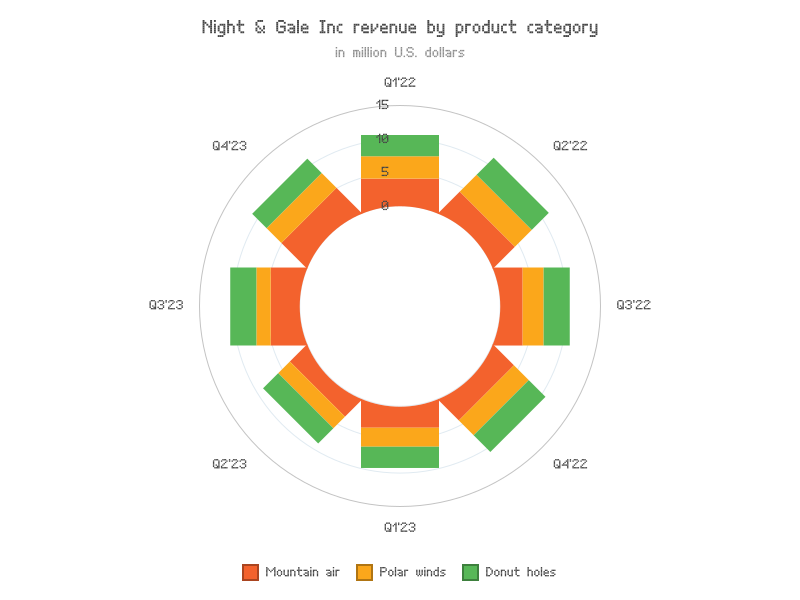 Night & Gale Inc revenue by product category
in million U.S. dollars
Q1'22
15
Q4'23
10
Q2'22
5
0
Q3'23
Q3'22
Q2'23
Q4'22
Q1'23
Mountain air
Polar winds
Donut holes